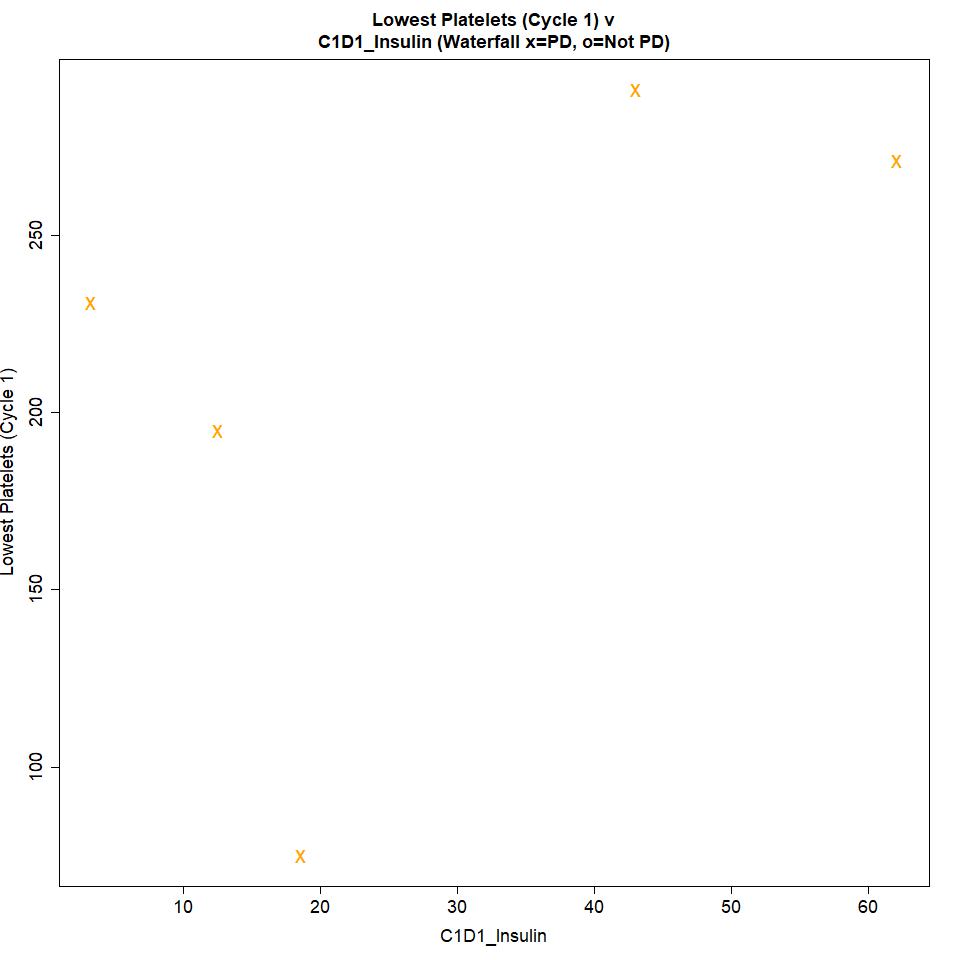 Lowest Platelets (Cycle 1) v
C1D1_Insulin (Waterfall x=PD, o=Not PD)
X
X
250
X
Lowest Platelets (Cycle 1)
200
X
150
100
X
10 20 30 40 50 60
C1D1_Insulin